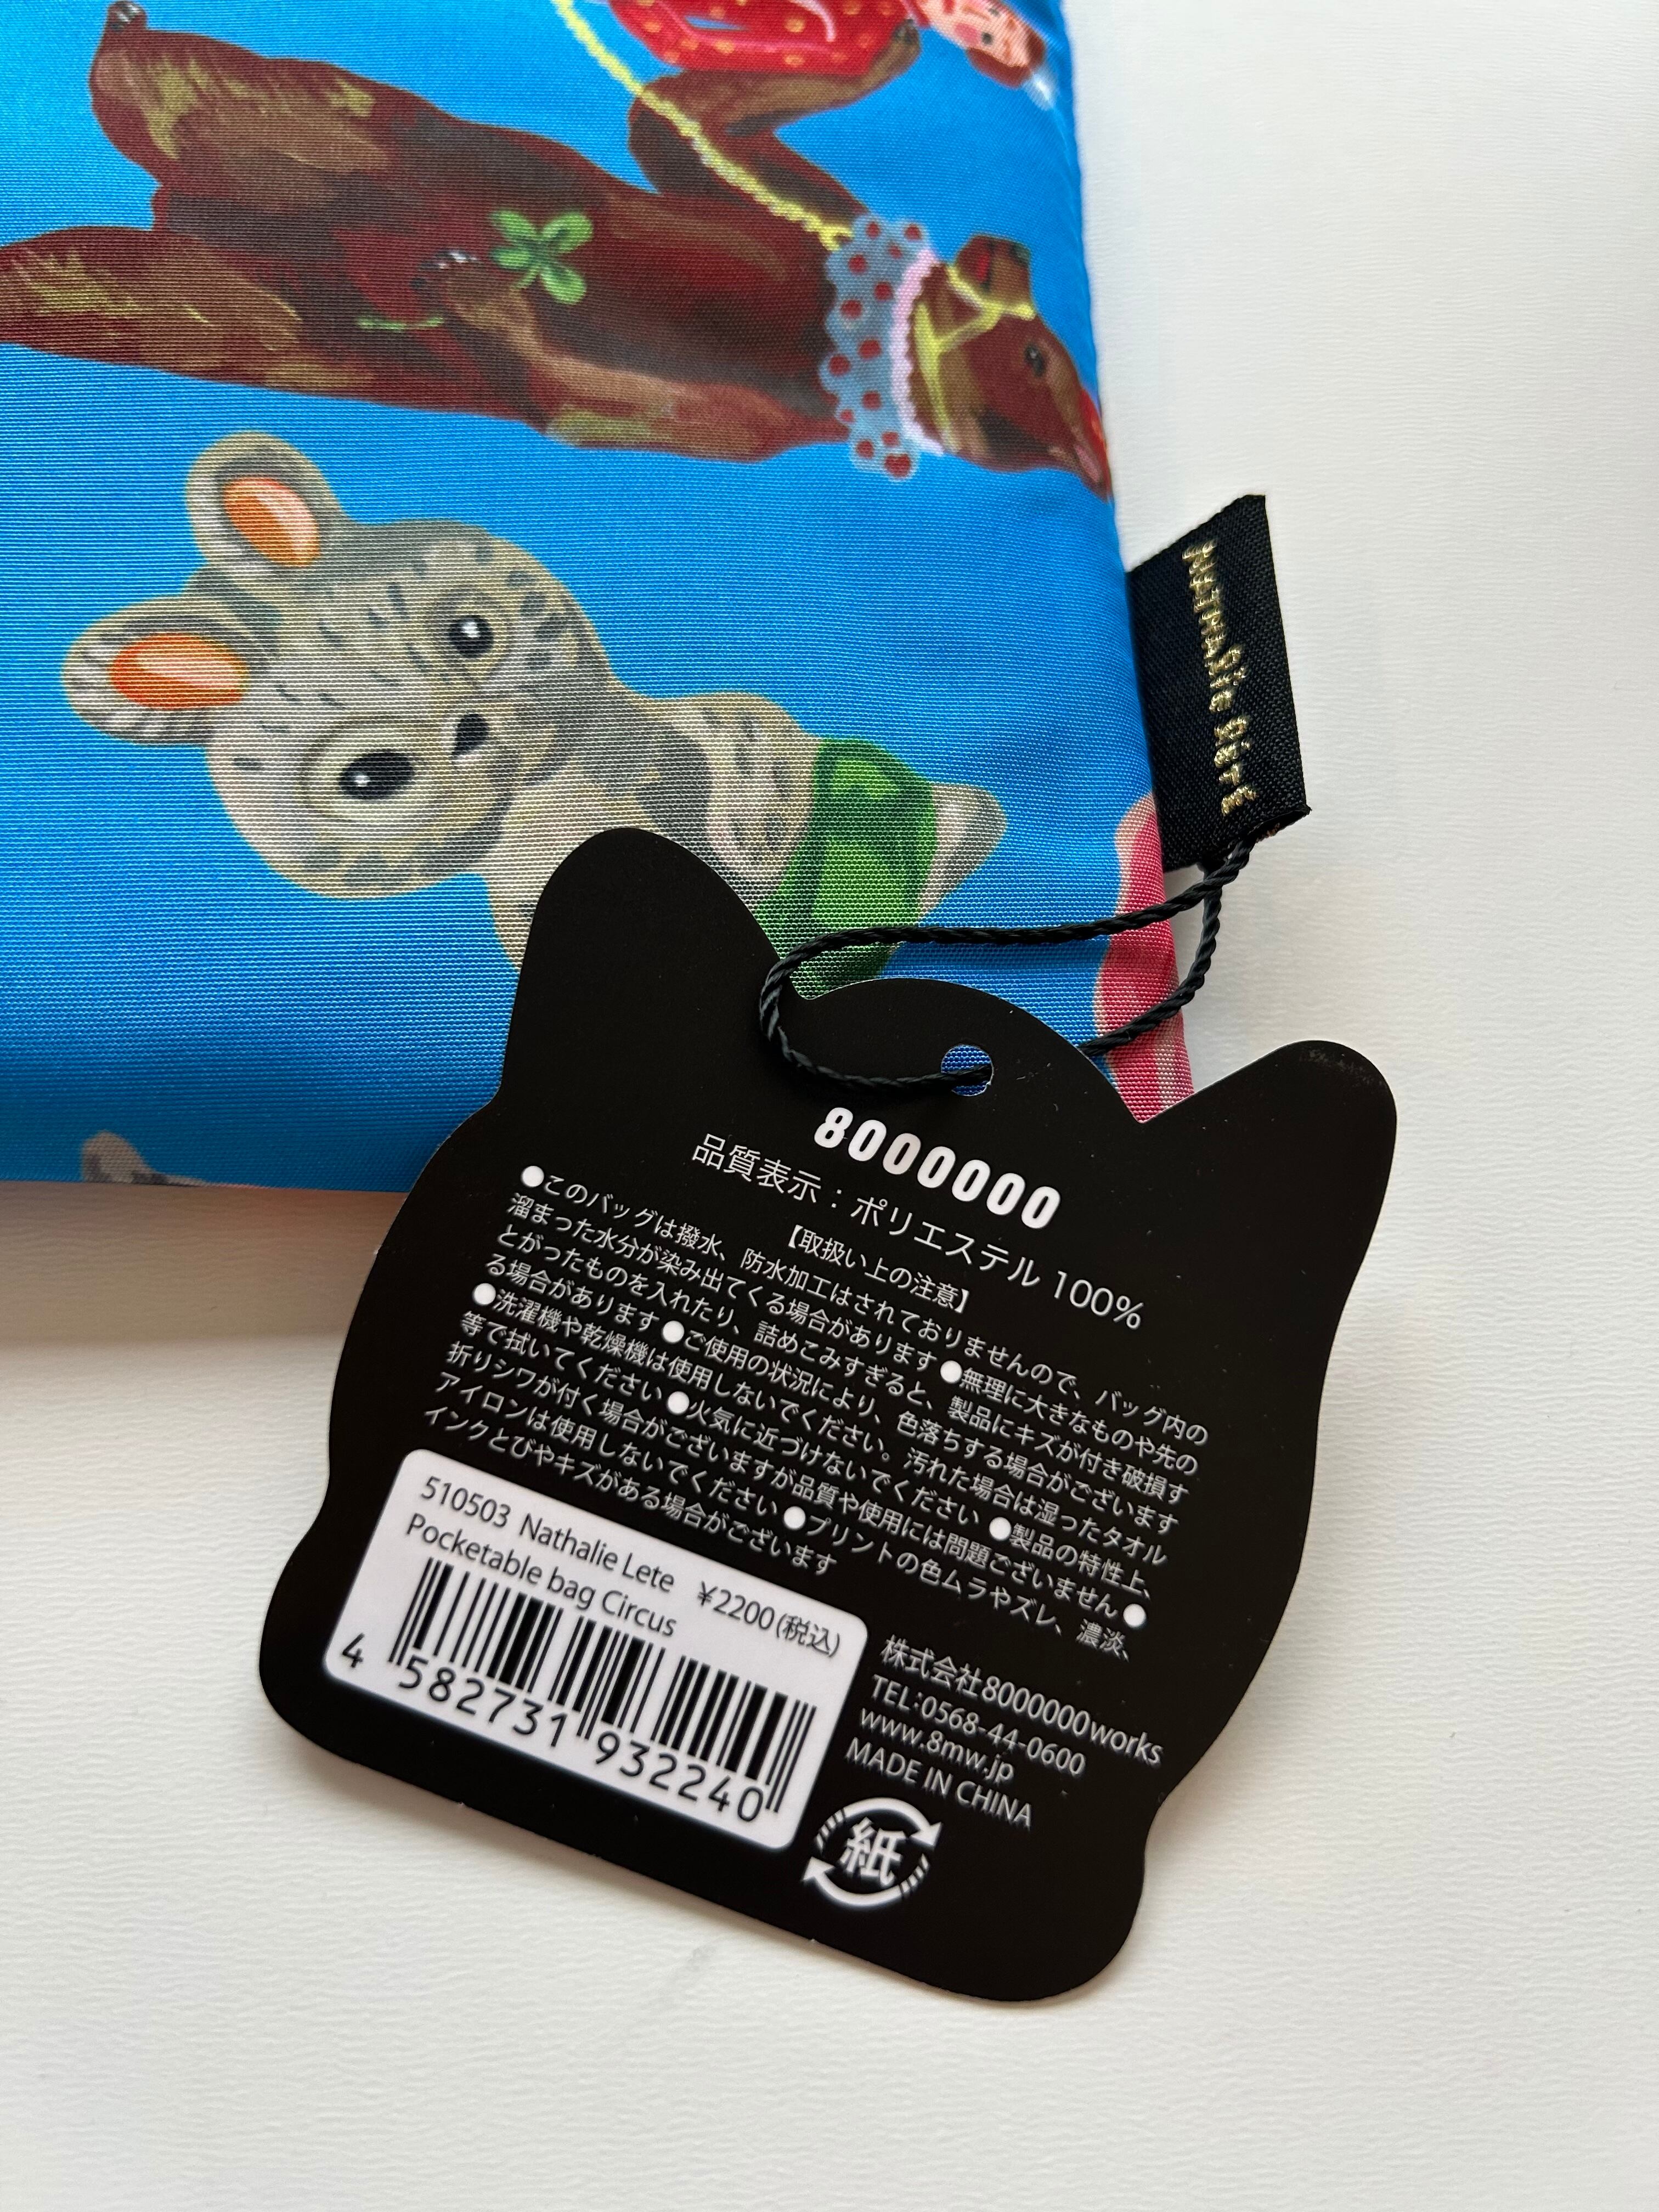 NATHAlie léTÉ
8000000
品質表示：ポリエステル 100%
【取扱い上の注意】
●このバッグは撥水、防水加工はされておりませんので、バッグ内の
溜まった水分が染み出てくる場合があります●無理に大きなものや先の
とがったものを入れたり、詰めこみすぎると、製品にキズが付き破損す
る場合があります●ご使用の状況により、色落ちする場合がございます
●洗濯機や乾燥機は使用しないでください。汚れた場合は湿ったタオル
等で拭いてください●火気に近づけないでください●製品の特性上、
折りシワが付く場合がございますが品質や使用には問題ございません●
アイロンは使用しないでください●プリントの色ムラやズレ、濃淡、
インクとびやキズがある場合がございます
510503 Nathalie Lete ¥2200(税込)
Pocketable bag Circus
4 582731 932240
株式会社8000000works
TEL:0568-44-0600
www.8mw.jp
MADE IN CHINA
紙